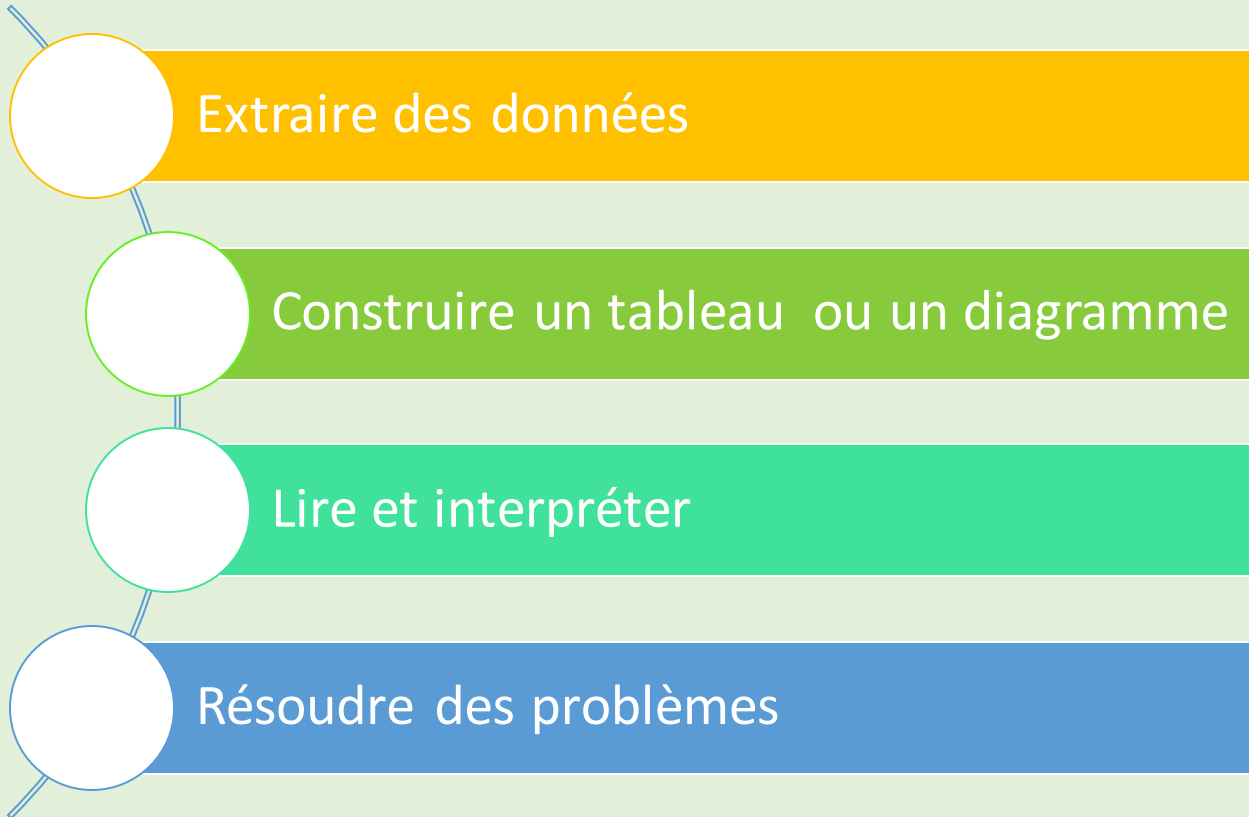 Extraire des données
Construire un tableau ou un diagramme
Lire et interpréter
Résoudre des problèmes